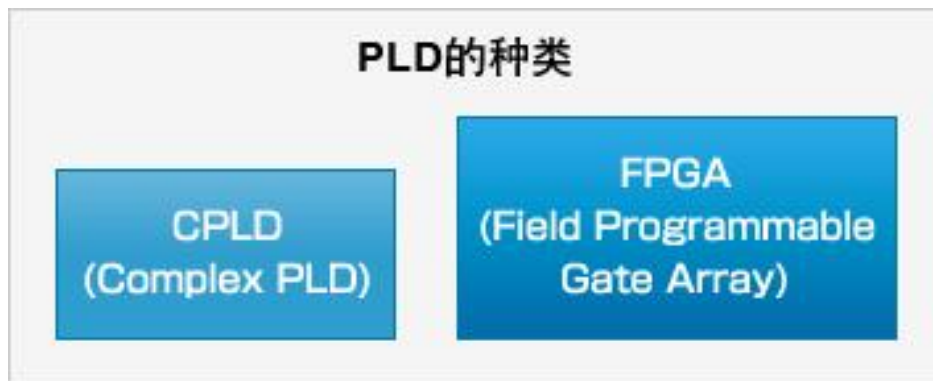 PLD的种类
CPLD
(Complex PLD)
FPGA
(Field Programmable
Gate Array)